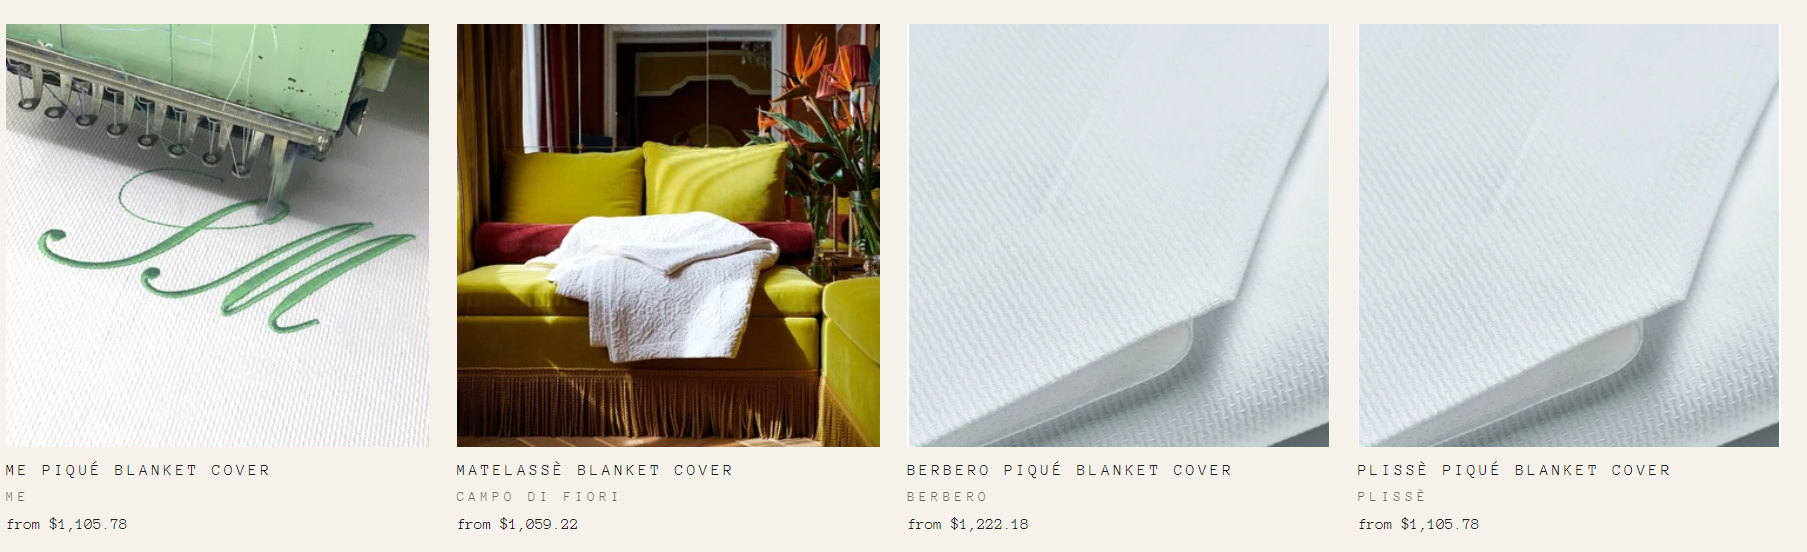 SM
ME PIQUÉ BLANKET COVER
ME
from $1,105.78
MATELASSÈ BLANKET COVER
CAMPO DI FIORI
from $1,059.22
BERBERO PIQUÉ BLANKET COVER
BERBERO
from $1,222.18
PLISSÈ PIQUÉ BLANKET COVER
PLISSÈ
from $1,105.78